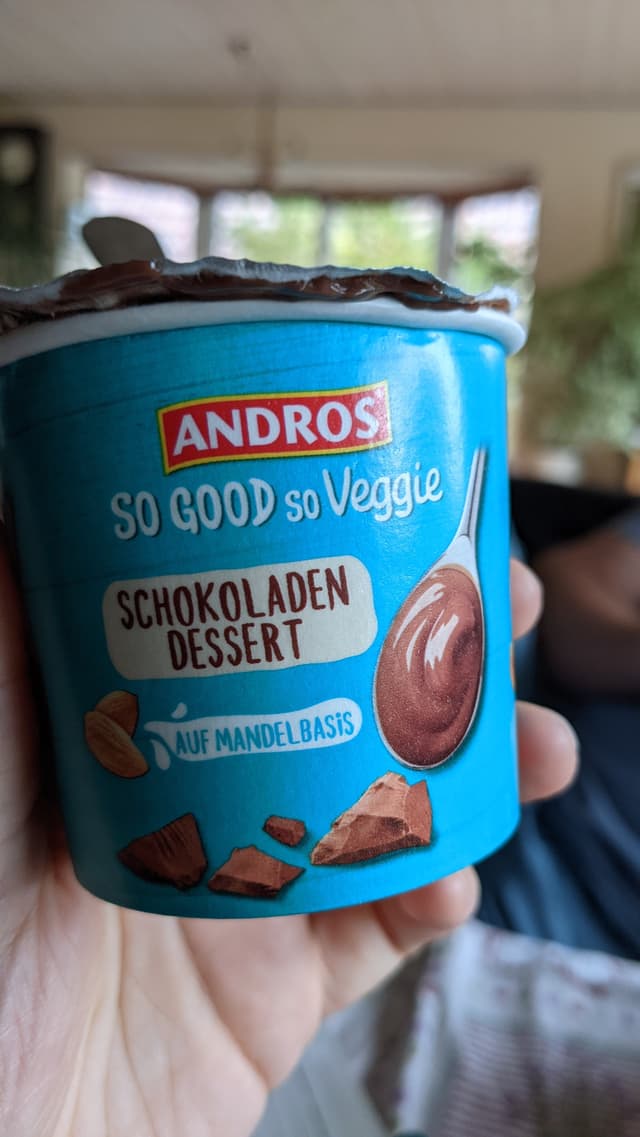 ANDROS
SO GOOD so Veggie
SCHOKOLADEN
DESSERT
AUF MANDELBASiS